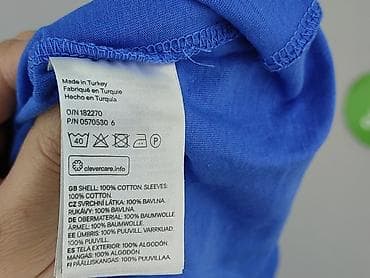 Made in Turkey
Fabriqué en Turquie
Hecho en Turquía
O/N 182270
P/N 0570530 6
40 P
clevercare.info
GB SHELL: 100% COTTON. SLEEVES:
100% COTTON.
CZ SVRCHNÍ LÁTKA: 100% BAVLNA.
RUKÁVY: 100% BAVLNA.
DE OBERMATERIAL: 100% BAUMWOLLE
ÄRMEL: 100% BAUMWOLLE
EE ÜMBRIS: 100% PUUVILL. VARRUKAD:
100% PUUVILL.
ES TELA EXTERIOR: 100% ALGODÓN
MANGAS: 100% ALGODÓN
FI PÄÄLLISKANGAS: 100% PUUVILLAA.